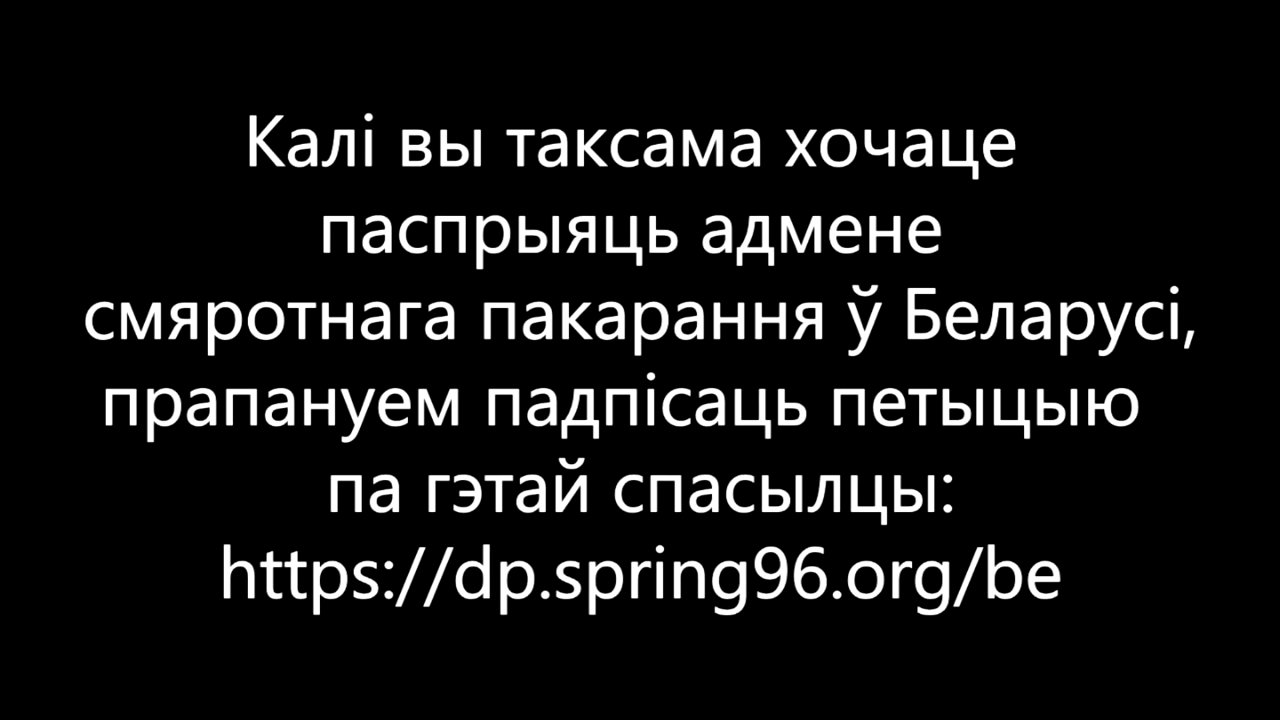 Калі вы таксама хочаце
паспрыяць адмене
смяротнага пакарання ў Беларусі,
прапануем падпісаць петыцыю
па гэтай спасылцы:
https://dp.spring96.org/be